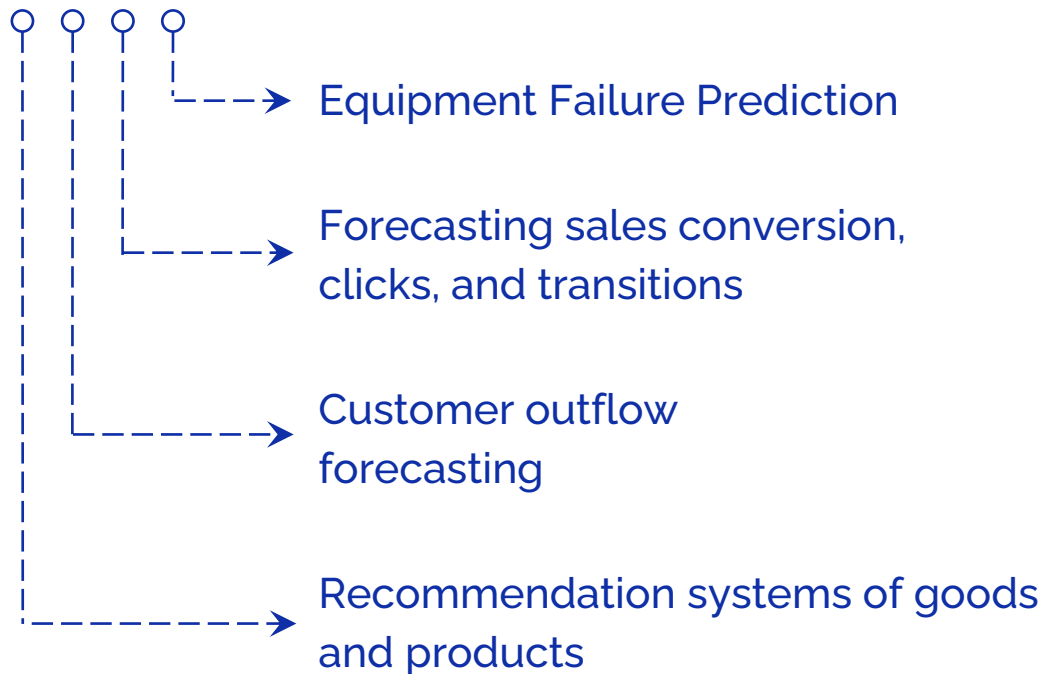 Equipment Failure Prediction
Forecasting sales conversion,
clicks, and transitions
Customer outflow
forecasting
Recommendation systems of goods
and products